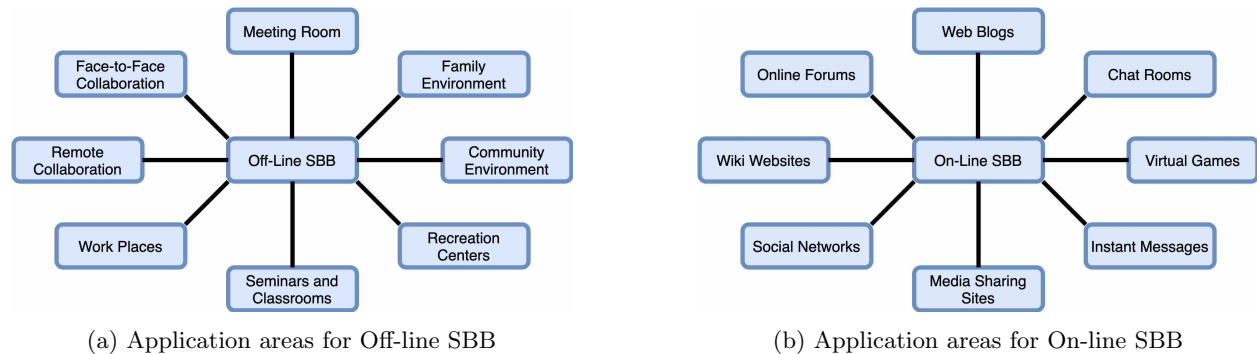 Meeting Room
Face-to-Face
Collaboration
Family
Environment
Remote
Collaboration
Off-Line SBB
Community
Environment
Work Places
Recreation
Centers
Seminars and
Classrooms
(a) Application areas for Off-line SBB
Web Blogs
Online Forums
Chat Rooms
Wiki Websites
On-Line SBB
Virtual Games
Social Networks
Instant Messages
Media Sharing
Sites
(b) Application areas for On-line SBB